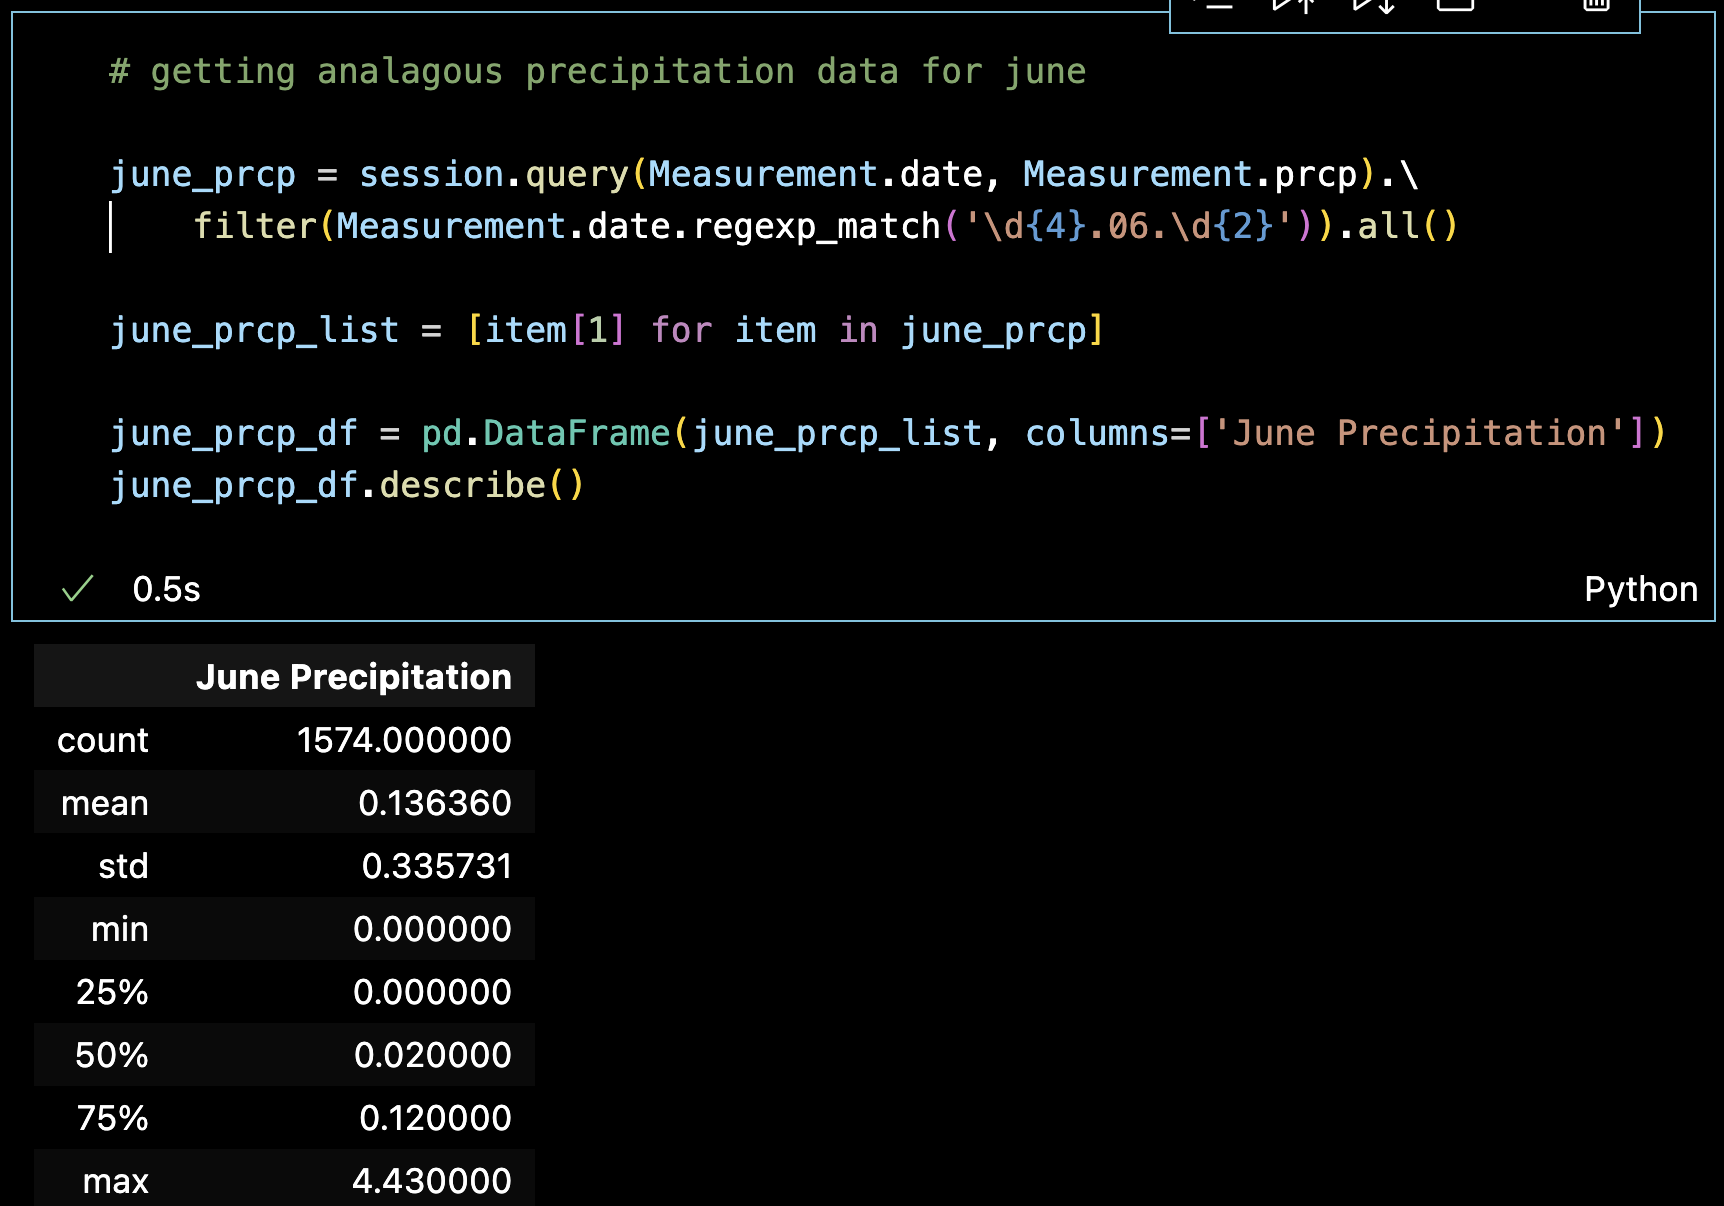 # getting analagous precipitation data for june
june_prcp = session.query(Measurement.date, Measurement.prcp).\
    filter(Measurement.date.regexp_match('\d{4}.06.\d{2}')).all()
june_prcp_list = [item[1] for item in june_prcp]
june_prcp_df = pd.DataFrame(june_prcp_list, columns=['June Precipitation'])
june_prcp_df.describe()
0.5s Python
June Precipitation
count 1574.000000
mean 0.136360
std 0.335731
min 0.000000
25% 0.000000
50% 0.020000
75% 0.120000
max 4.430000